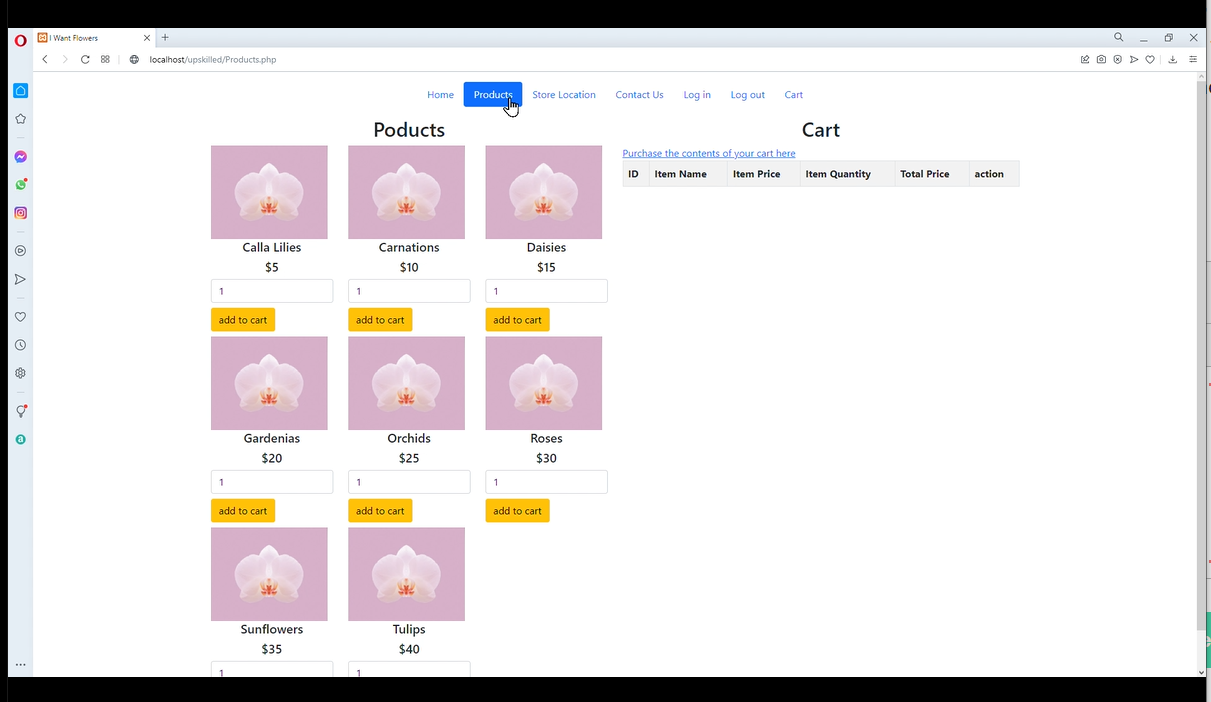 I Want Flowers
localhost/upskilled/Products.php
Home Products Store Location Contact Us Log in Log out Cart
Poducts
Calla Lilies Carnations Daisies
$5 $10 $15
1 1 1
add to cart add to cart add to cart
Gardenias Orchids Roses
$20 $25 $30
1 1 1
add to cart add to cart add to cart
Sunflowers Tulips
$35 $40
1 1
Cart
Purchase the contents of your cart here
ID Item Name Item Price Item Quantity Total Price action